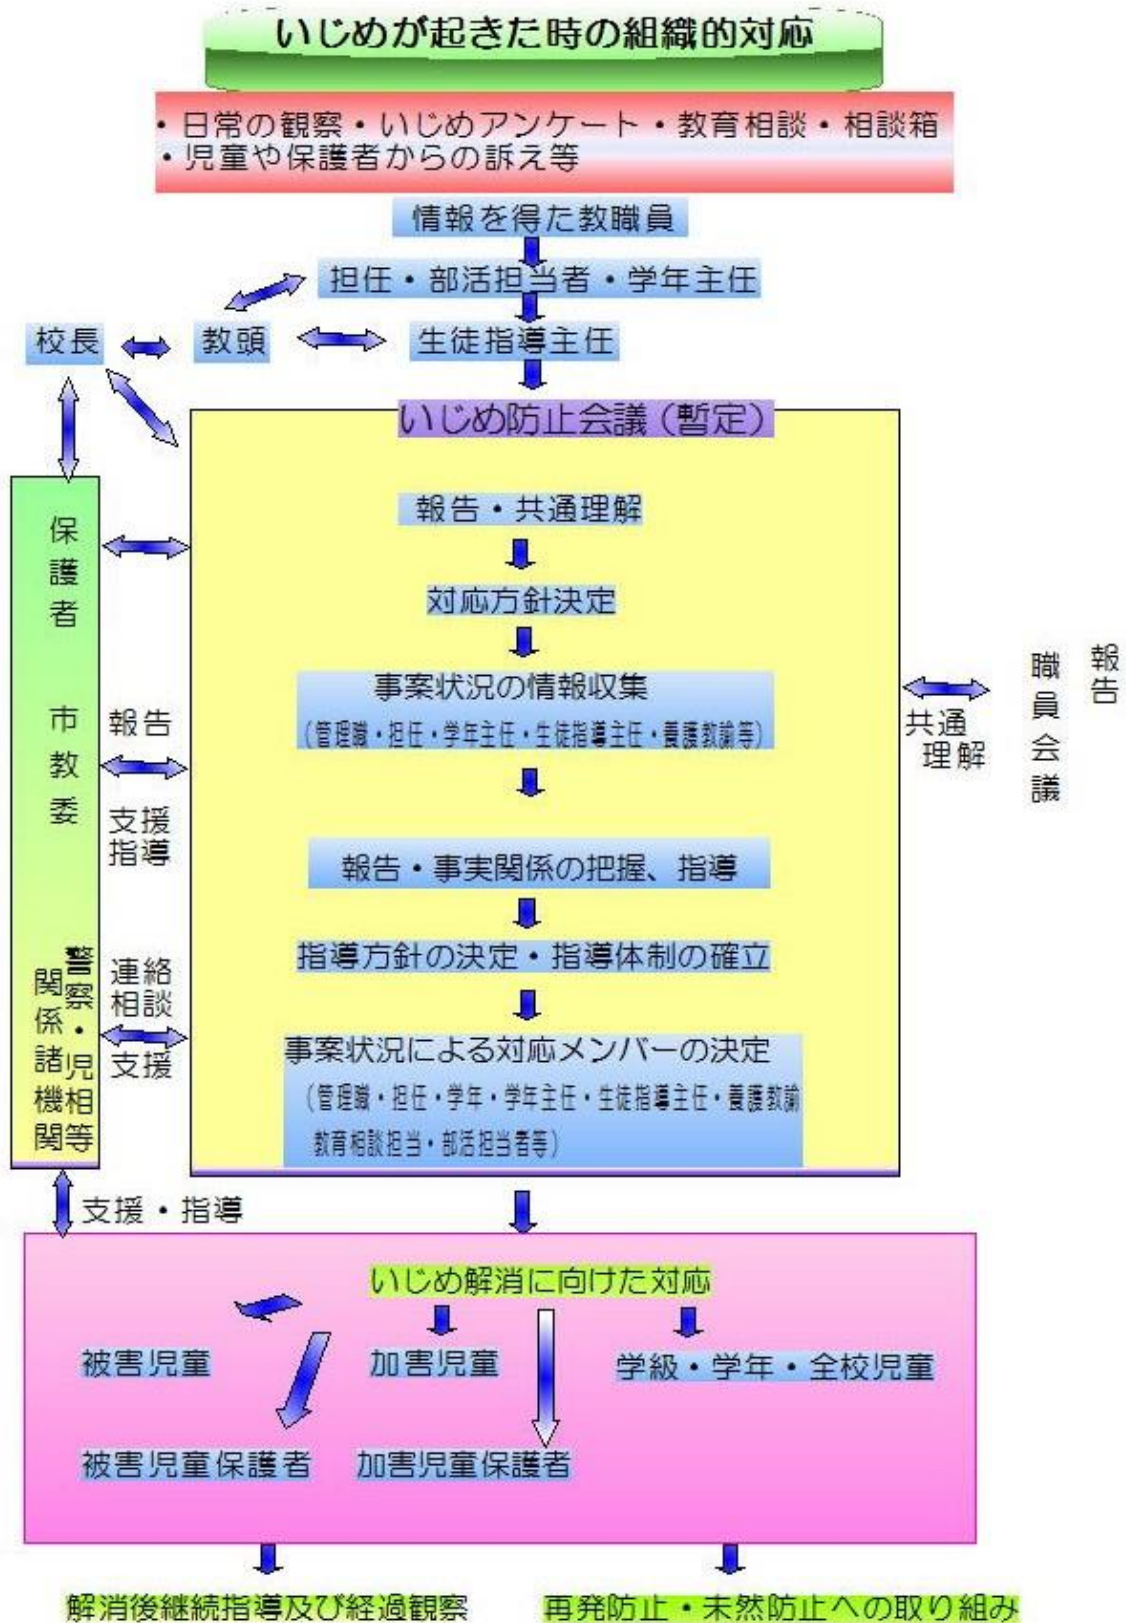 いじめが起きた時の組織的対応
・日常の観察・いじめアンケート・教育相談・相談箱
・児童や保護者からの訴え等
情報を得た教職員
担任・部活担当者・学年主任
校長
教頭
生徒指導主任
いじめ防止会議(暫定)
報告・共通理解
対応方針決定
事案状況の情報収集
(管理職・担任・学年主任・生徒指導主任・養護教諭等)
報告・事実関係の把握、指導
指導方針の決定・指導体制の確立
事案状況による対応メンバーの決定
(管理職・担任・学年・学年主任・生徒指導主任・養護教諭
教育相談担当・部活担当者等)
保護者
市教委
警察・児相等
関係諸機関
報告
支援
指導
連絡
相談
支援
共通
理解
報告
職員会議
支援・指導
いじめ解消に向けた対応
被害児童
加害児童
学級・学年・全校児童
被害児童保護者
加害児童保護者
解消後継続指導及び経過観察
再発防止・未然防止への取り組み